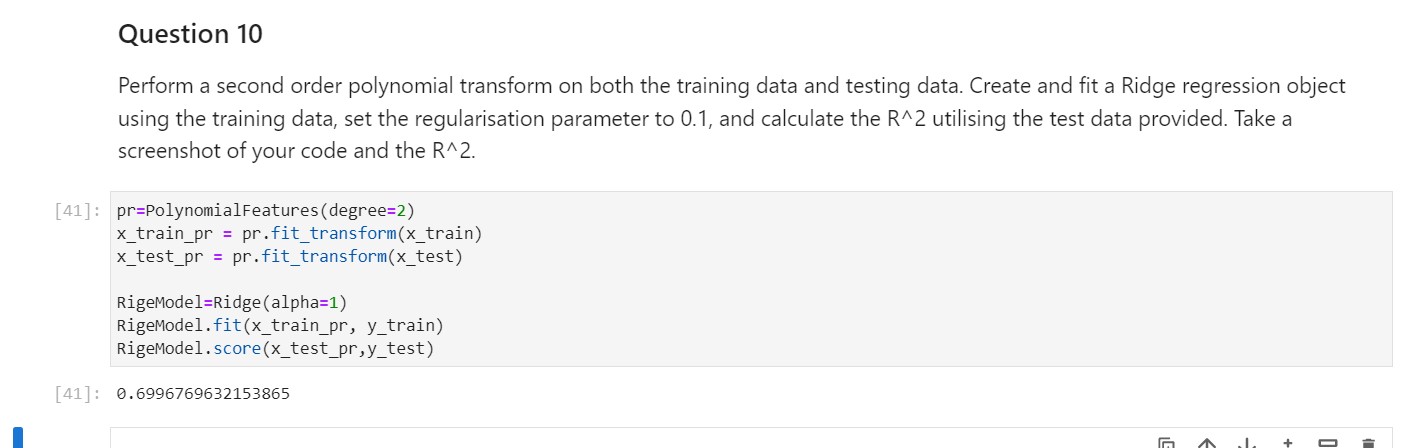 Question 10
Perform a second order polynomial transform on both the training data and testing data. Create and fit a Ridge regression object
using the training data, set the regularisation parameter to 0.1, and calculate the R^2 utilising the test data provided. Take a
screenshot of your code and the R^2.
[41]: pr=PolynomialFeatures(degree=2)
x_train_pr = pr.fit_transform(x_train)
x_test_pr = pr.fit_transform(x_test)
RigeModel=Ridge(alpha=1)
RigeModel.fit(x_train_pr, y_train)
RigeModel.score(x_test_pr,y_test)
[41]: 0.6996769632153865